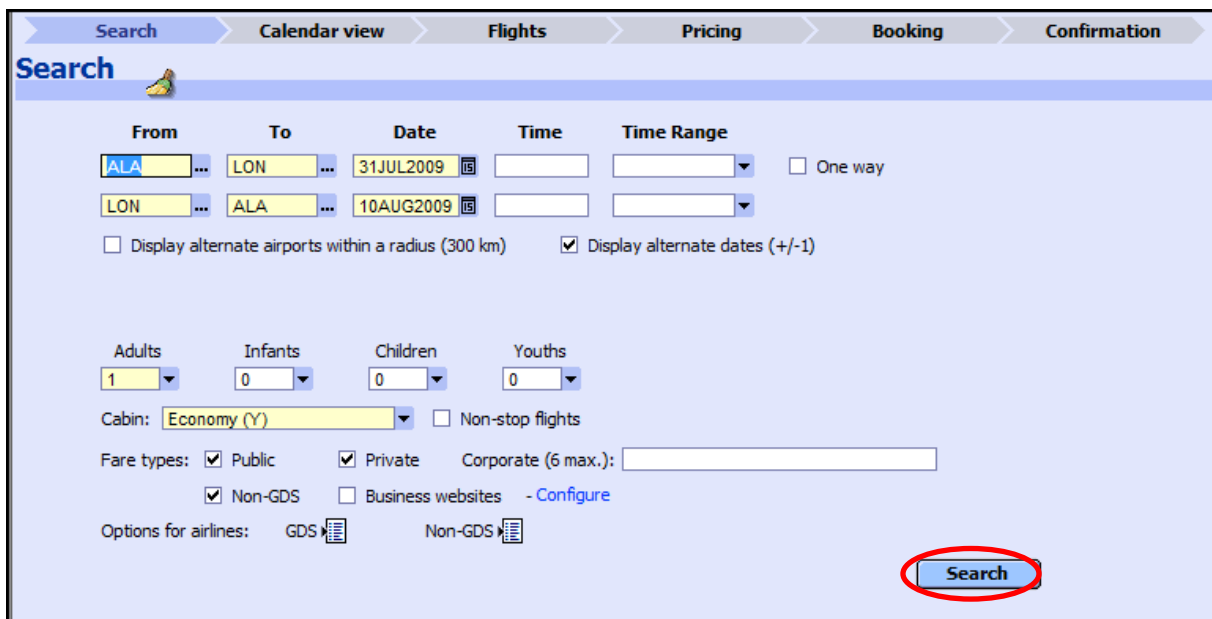 Search Calendar view Flights Pricing Booking Confirmation
Search
From To Date Time Time Range
ALA ... LON ... 31JUL2009 15 One way
LON ... ALA ... 10AUG2009 15
Display alternate airports within a radius (300 km) Display alternate dates (+/-1)
Adults Infants Children Youths
1 0 0 0
Cabin: Economy (Y) Non-stop flights
Fare types: Public Private Corporate (6 max.):
Non-GDS Business websites - Configure
Options for airlines: GDS Non-GDS
Search